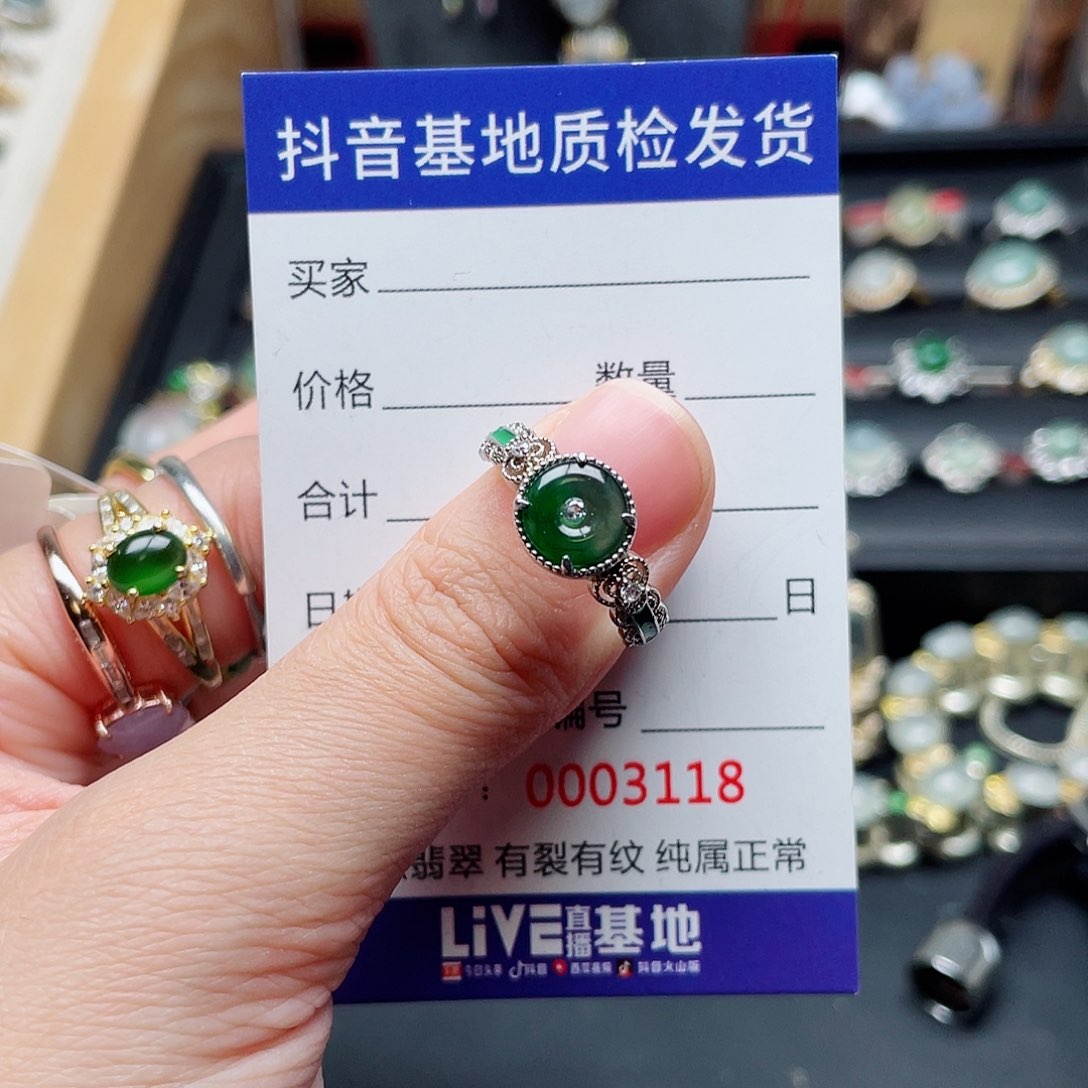 抖音基地质检发货
买家
价格 数量
合计
日 日
编号
: 0003118
翡翠 有裂有纹 纯属正常
LiVE直播基地
今日头条 抖音 西瓜视频 抖音火山版